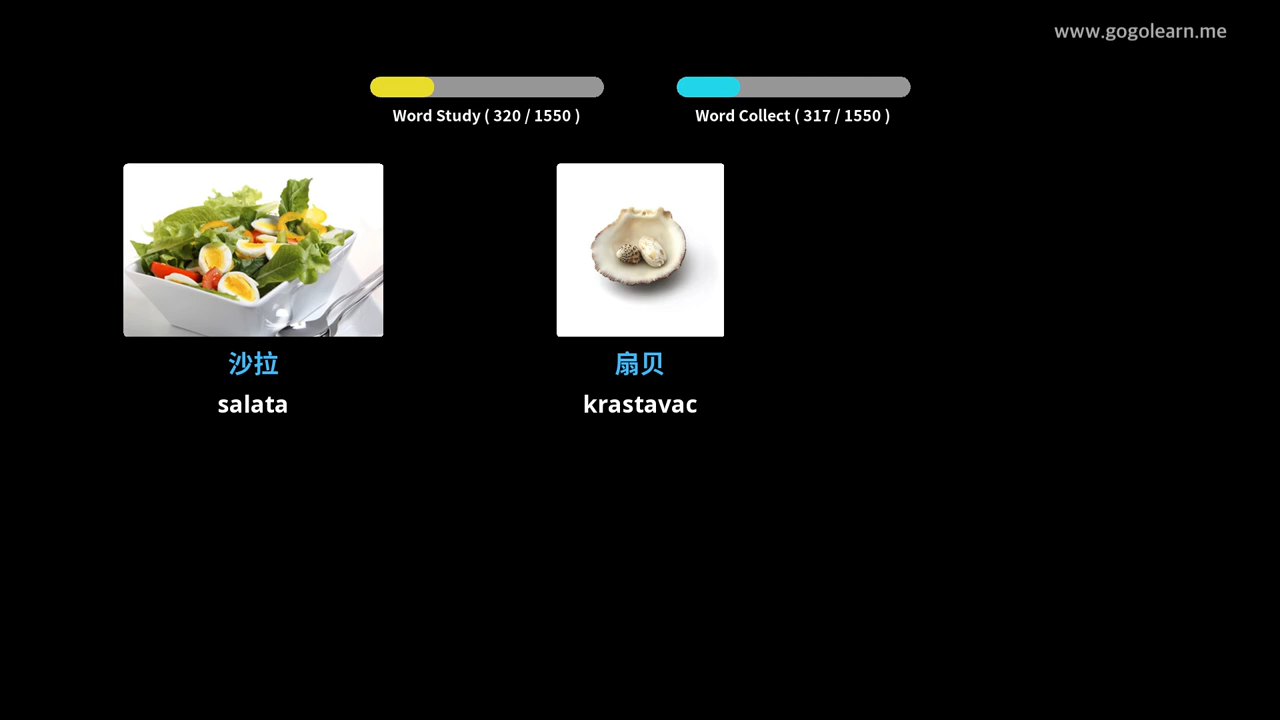 www.gogolearn.me
Word Study ( 320 / 1550 )
Word Collect ( 317 / 1550 )
沙拉
salata
扇贝
krastavac